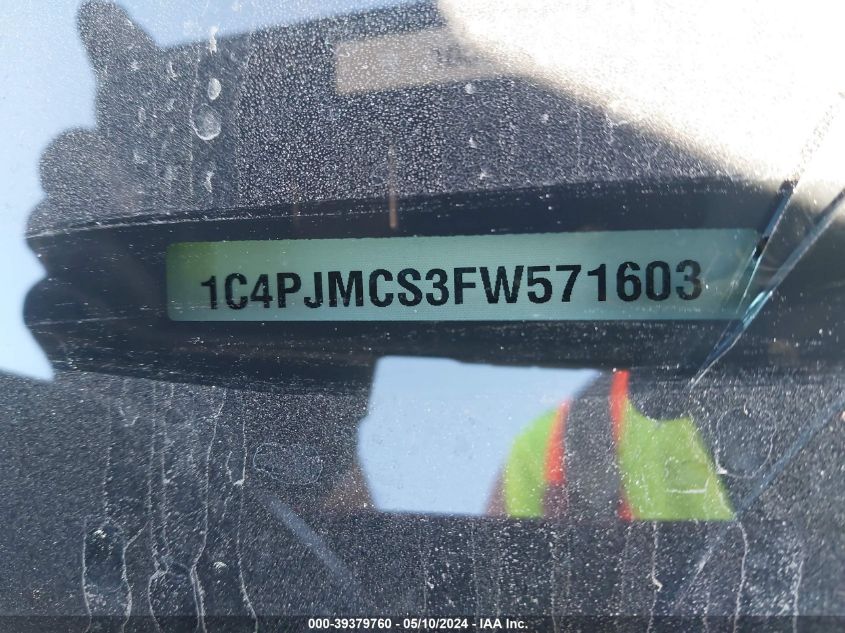 1C4PJMCS3FW571603
000-39379760 - 05/10/2024 - IAA Inc.